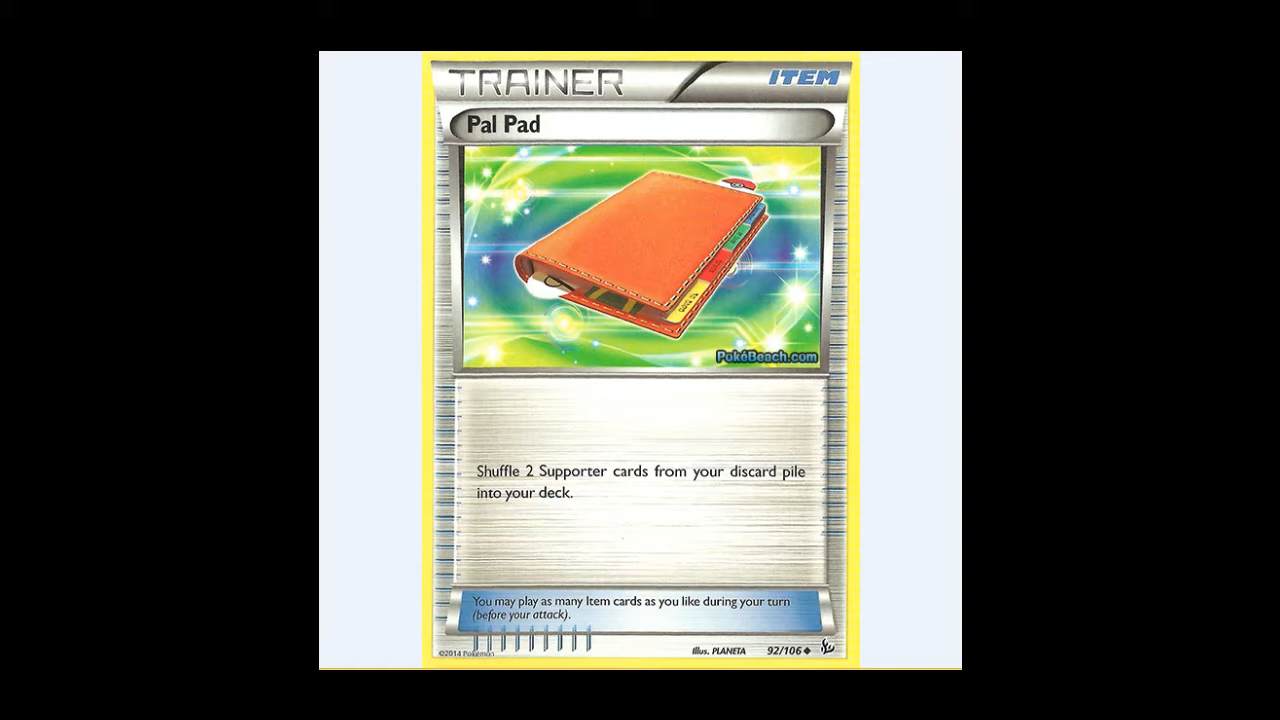 TRAINER
ITEM
Pal Pad
PokéBeach.com
Shuffle 2 Supporter cards from your discard pile
into your deck.
You may play as many Item cards as you like during your turn
(before your attack).
©2014 Pokémon
Illus. PLANETA
92/106